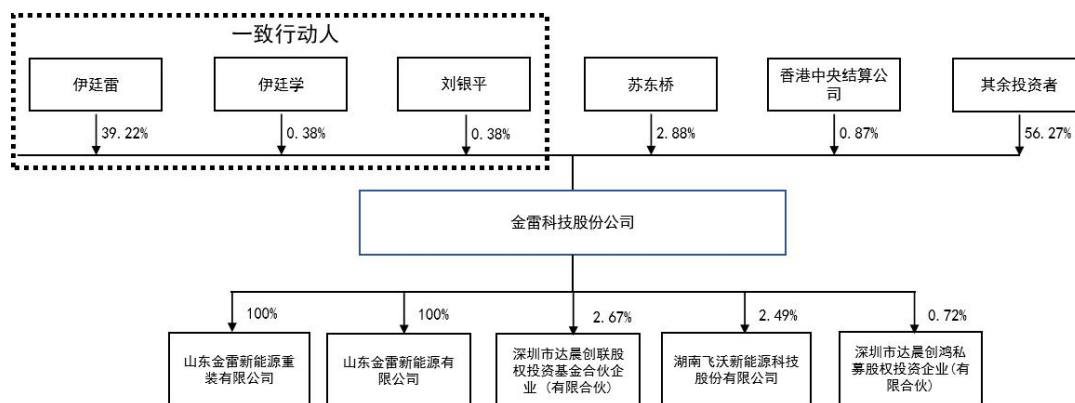 一致行动人
伊廷雷
伊廷学
刘银平
苏东桥
香港中央结算公
司
其余投资者
39.22%
0.38%
0.38%
2.88%
0.87%
56.27%
金雷科技股份公司
100%
100%
2.67%
2.49%
0.72%
山东金雷新能源重
装有限公司
山东金雷新能源有
限公司
深圳市达晨创联股
权投资基金合伙企
业 (有限合伙)
湖南飞沃新能源科技
股份有限公司
深圳市达晨创鸿私
募股权投资企业(有
限合伙)